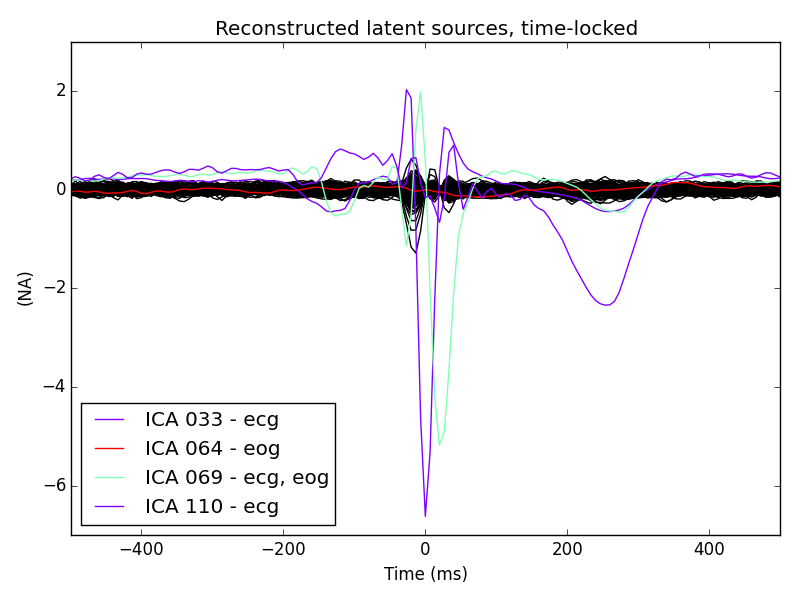 Reconstructed latent sources, time-locked
2
0
−2
−4
−6
(NA)
ICA 033 - ecg
ICA 064 - eog
ICA 069 - ecg, eog
ICA 110 - ecg
−400 −200 0 200 400
Time (ms)